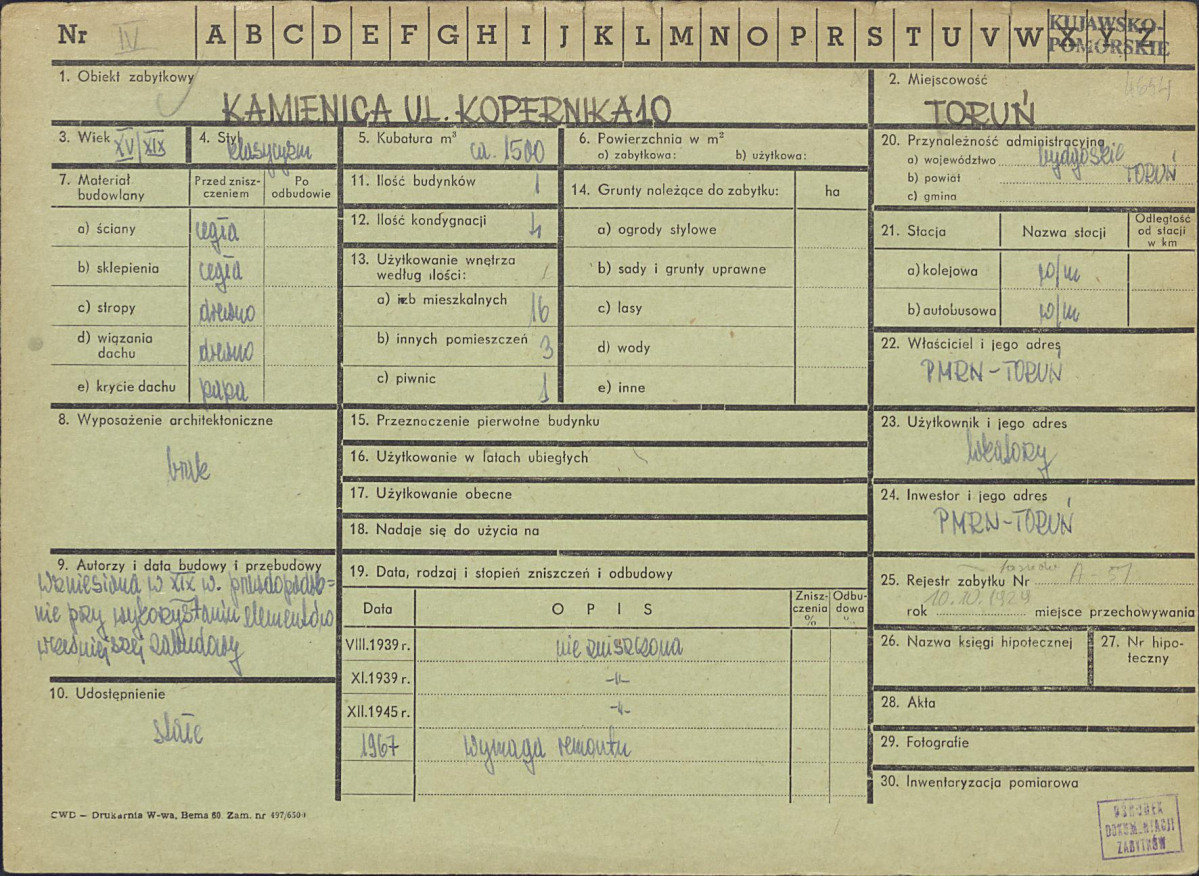 Nr IV A B C D E F G H I J K L M N O P R S T U V W X Y Z
KUJAWSKO-
POMORSKIE
1. Obiekt zabytkowy
KAMIENICA UL. KOPERNIKA 10
2. Miejscowość
4654
TORUŃ
3. Wiek XV/XIX
4. Styl klasycyzm
5. Kubatura m³ ca. 1500
6. Powierzchnia w m²
a) zabytkowa: b) użytkowa:
7. Materiał budowlany
Przed zniszczeniem
Po odbudowie
a) ściany cegła
b) sklepienia cegła
c) stropy drewno
d) wiązania dachu drewno
e) krycie dachu papa
8. Wyposażenie architektoniczne
brak
9. Autorzy i data budowy i przebudowy
wzniesiona w XIX w. prawdopodob=
nie przy wykorzystaniu elementów
wcześniejszej zabudowy
10. Udostępnienie
stałe
11. Ilość budynków 1
12. Ilość kondygnacji 4
13. Użytkowanie wnętrza
według ilości:
a) izb mieszkalnych 16
b) innych pomieszczeń 3
c) piwnic 1
14. Grunty należące do zabytku: ha
a) ogrody stylowe
b) sady i grunty uprawne
c) lasy
d) wody
e) inne
15. Przeznaczenie pierwotne budynku
16. Użytkowanie w latach ubiegłych
17. Użytkowanie obecne
18. Nadaje się do użycia na
19. Data, rodzaj i stopień zniszczeń i odbudowy
Data OPIS Zniszczenia % Odbudowa %
VIII.1939 r. nie zniszczona
XI.1939 r. -"-
XII.1945 r. -"-
1967 wymaga remontu
20. Przynależność administracyjna
a) województwo bydgoskie
b) powiat TORUŃ
c) gmina
21. Stacja Nazwa stacji Odległość od stacji w km
a) kolejowa w/m
b) autobusowa w/m
22. Właściciel i jego adres
PMRN-TORUŃ
23. Użytkownik i jego adres
lokatorzy
24. Inwestor i jego adres
PMRN-TORUŃ
25. Rejestr zabytku Nr A-51
rok 10.10.1929 miejsce przechowywania
26. Nazwa księgi hipotecznej
27. Nr hipoteczny
28. Akta
29. Fotografie
30. Inwentaryzacja pomiarowa
CWD – Drukarnia W-wa, Bema 60. Zam. nr 497/6500
OŚRODEK
DOKUMENTACJI
ZABYTKÓW